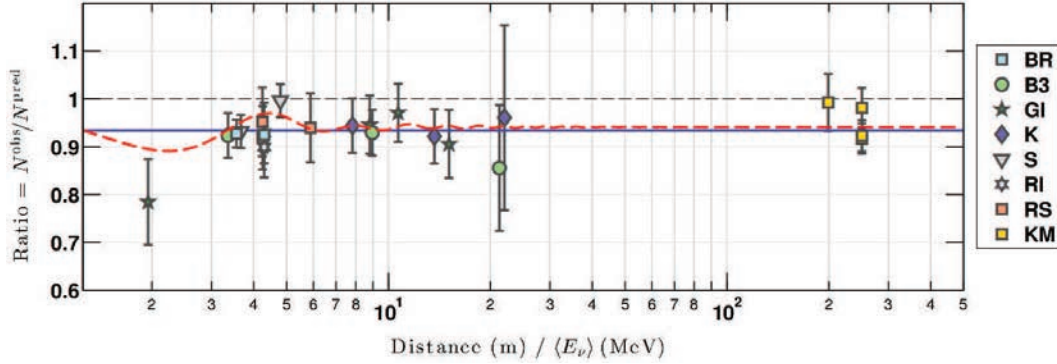 Ratio = N^obs/N^pred
1.1
1
0.9
0.8
0.7
0.6
2 3 4 5 6 7 8 10^1 2 3 4 5 6 7 8 10^2 2 3 4 5
Distance (m) / ⟨E_ν⟩ (MeV)
BR
B3
GI
K
S
RI
RS
KM